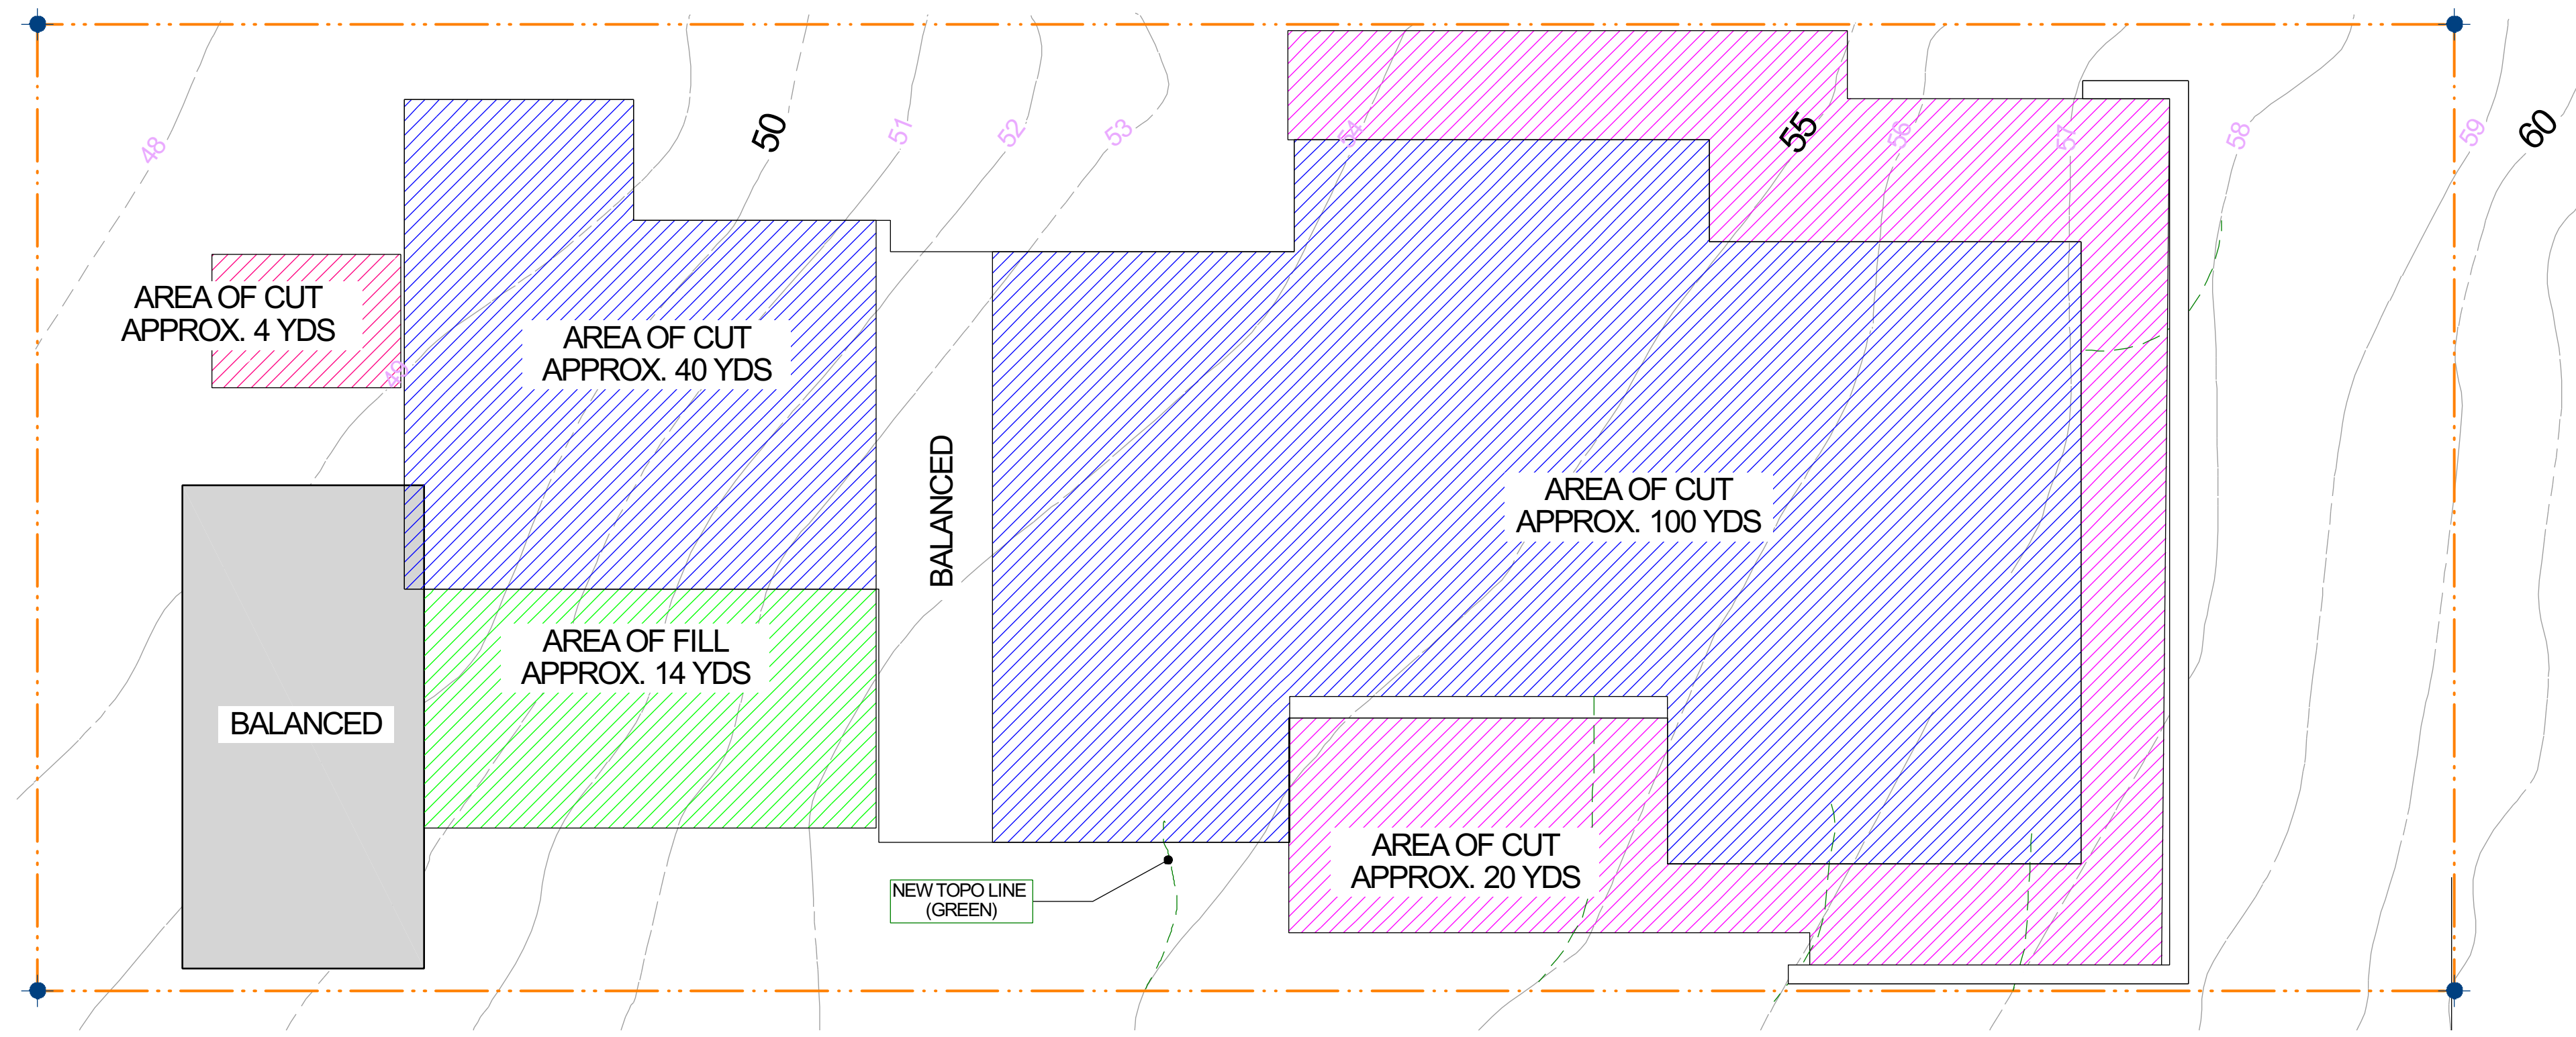 48
50
51
52
53
54
55
56
57
58
59
60
AREA OF CUT
APPROX. 4 YDS
49
AREA OF CUT
APPROX. 40 YDS
BALANCED
AREA OF CUT
APPROX. 100 YDS
AREA OF FILL
APPROX. 14 YDS
BALANCED
AREA OF CUT
APPROX. 20 YDS
NEW TOPO LINE
(GREEN)